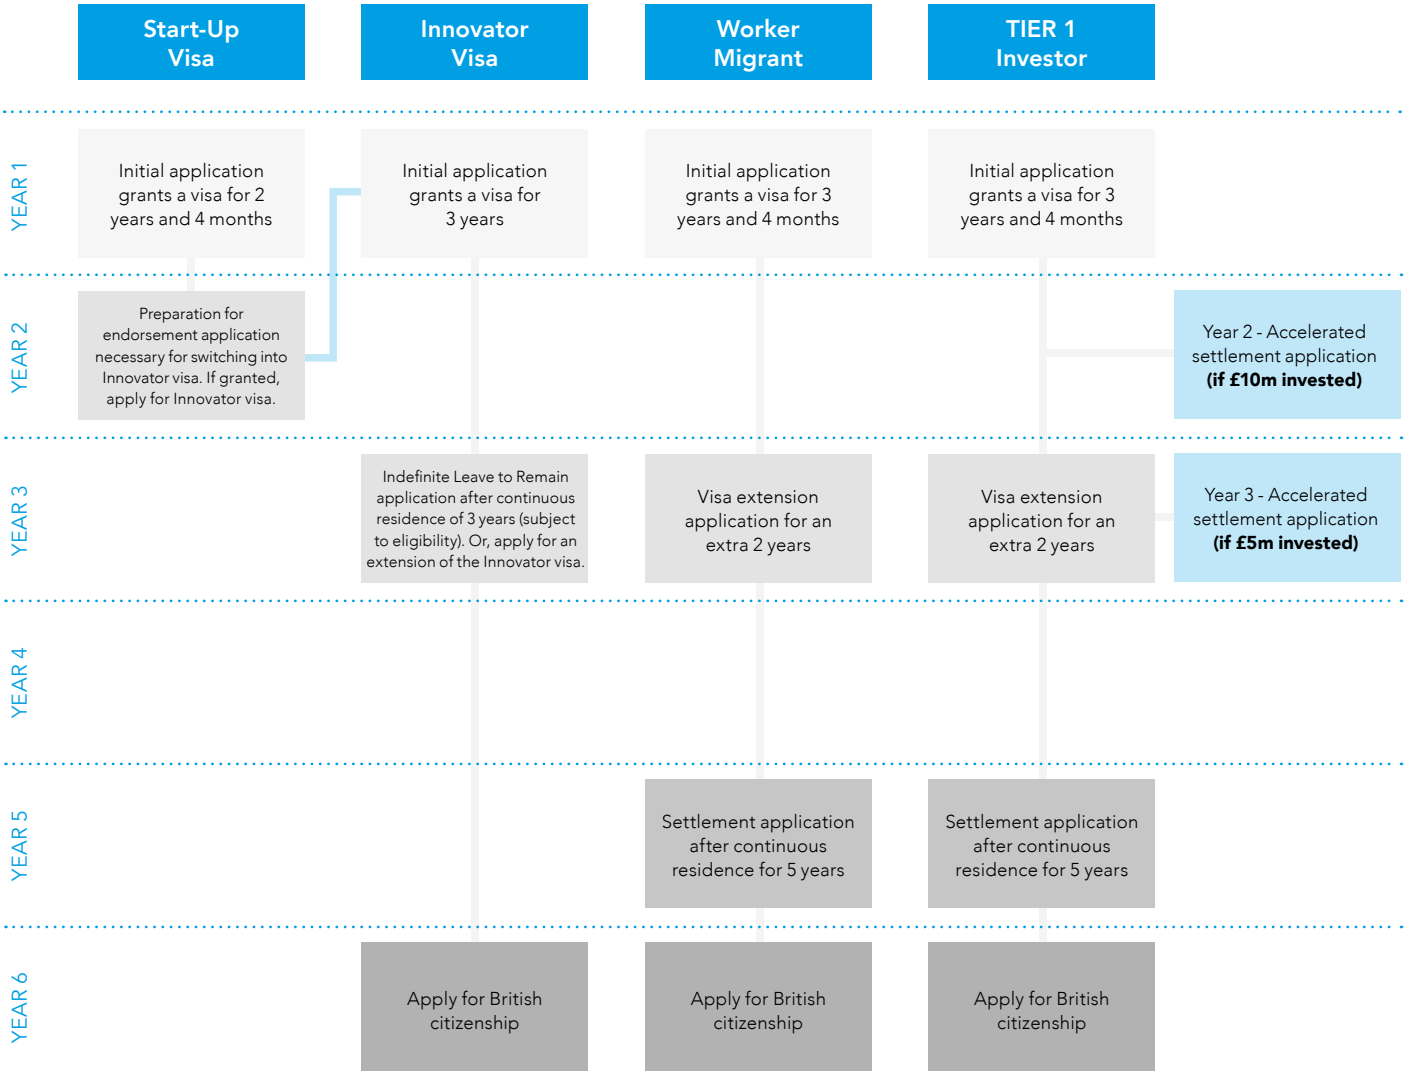 Start-Up
Visa
Innovator
Visa
Worker
Migrant
TIER 1
Investor
YEAR 1
Initial application
grants a visa for 2
years and 4 months
Initial application
grants a visa for
3 years
Initial application
grants a visa for 3
years and 4 months
Initial application
grants a visa for 3
years and 4 months
YEAR 2
Preparation for
endorsement application
necessary for switching into
Innovator visa. If granted,
apply for Innovator visa.
Year 2 - Accelerated
settlement application
(if £10m invested)
YEAR 3
Indefinite Leave to Remain
application after continuous
residence of 3 years (subject
to eligibility). Or, apply for an
extension of the Innovator visa.
Visa extension
application for an
extra 2 years
Visa extension
application for an
extra 2 years
Year 3 - Accelerated
settlement application
(if £5m invested)
YEAR 4
YEAR 5
Settlement application
after continuous
residence for 5 years
Settlement application
after continuous
residence for 5 years
YEAR 6
Apply for British
citizenship
Apply for British
citizenship
Apply for British
citizenship